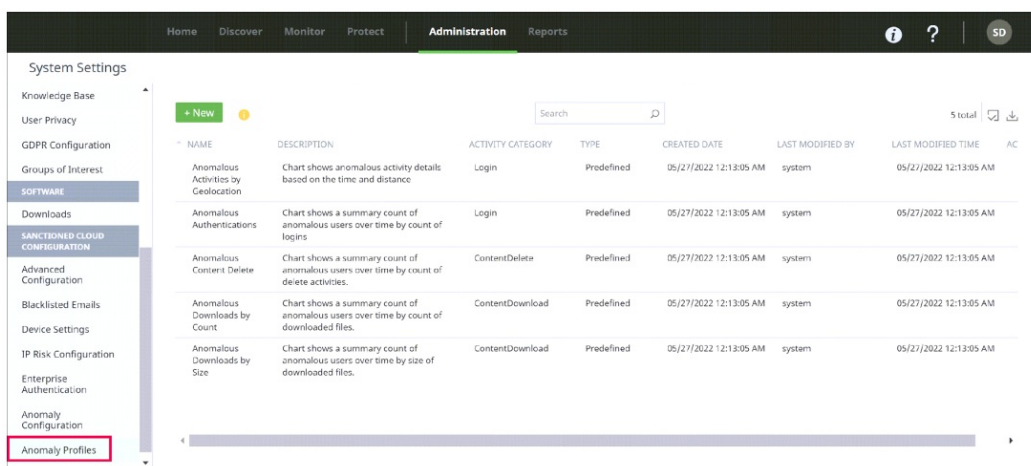 Home Discover Monitor Protect Administration Reports i ? SD
System Settings
Knowledge Base
User Privacy
GDPR Configuration
Groups of Interest
SOFTWARE
Downloads
SANCTIONED CLOUD
CONFIGURATION
Advanced
Configuration
Blacklisted Emails
Device Settings
IP Risk Configuration
Enterprise
Authentication
Anomaly
Configuration
Anomaly Profiles
+ New Search 5 total
NAME DESCRIPTION ACTIVITY CATEGORY TYPE CREATED DATE LAST MODIFIED BY LAST MODIFIED TIME AC
Anomalous Chart shows anomalous activity details Login Predefined 05/27/2022 12:13:05 AM system 05/27/2022 12:13:05 AM
Activities by based on the time and distance
Geolocation
Anomalous Chart shows a summary count of Login Predefined 05/27/2022 12:13:05 AM system 05/27/2022 12:13:05 AM
Authentications anomalous users over time by count of
logins
Anomalous Chart shows a summary count of ContentDelete Predefined 05/27/2022 12:13:05 AM system 05/27/2022 12:13:05 AM
Content Delete anomalous users over time by count of
delete activities.
Anomalous Chart shows a summary count of ContentDownload Predefined 05/27/2022 12:13:05 AM system 05/27/2022 12:13:05 AM
Downloads by anomalous users over time by count of
Count downloaded files.
Anomalous Chart shows a summary count of ContentDownload Predefined 05/27/2022 12:13:05 AM system 05/27/2022 12:13:05 AM
Downloads by anomalous users over time by size of
Size downloaded files.